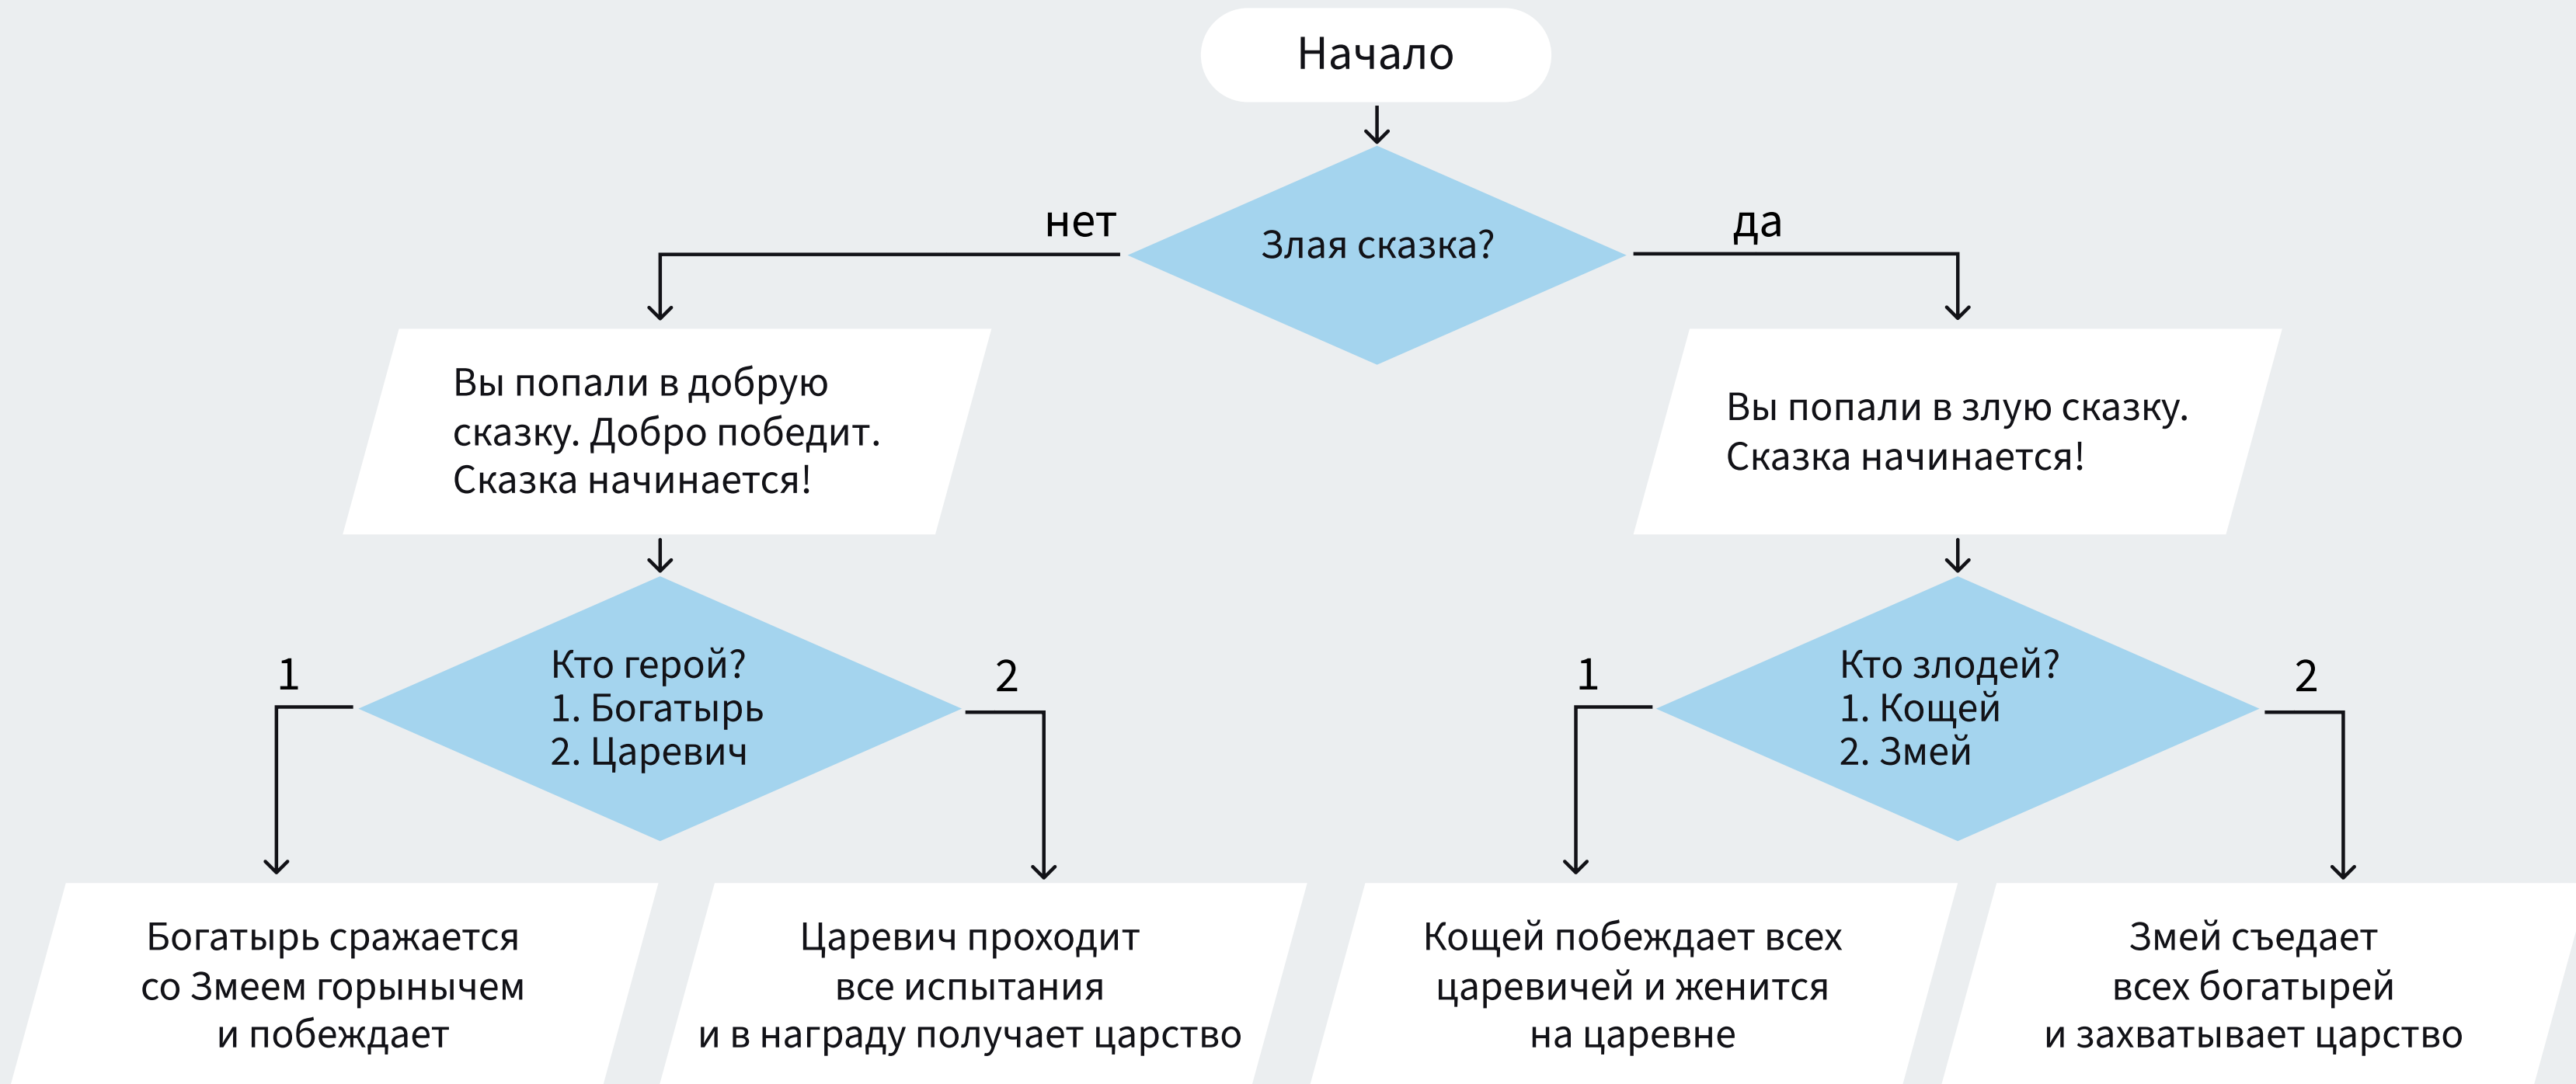 Начало
Злая сказка?
нет
да
Вы попали в добрую
сказку. Добро победит.
Сказка начинается!
Вы попали в злую сказку.
Сказка начинается!
Кто герой?
1. Богатырь
2. Царевич
1
2
Кто злодей?
1. Кощей
2. Змей
1
2
Богатырь сражается
со Змеем горынычем
и побеждает
Царевич проходит
все испытания
и в награду получает царство
Кощей побеждает всех
царевичей и женится
на царевне
Змей съедает
всех богатырей
и захватывает царство